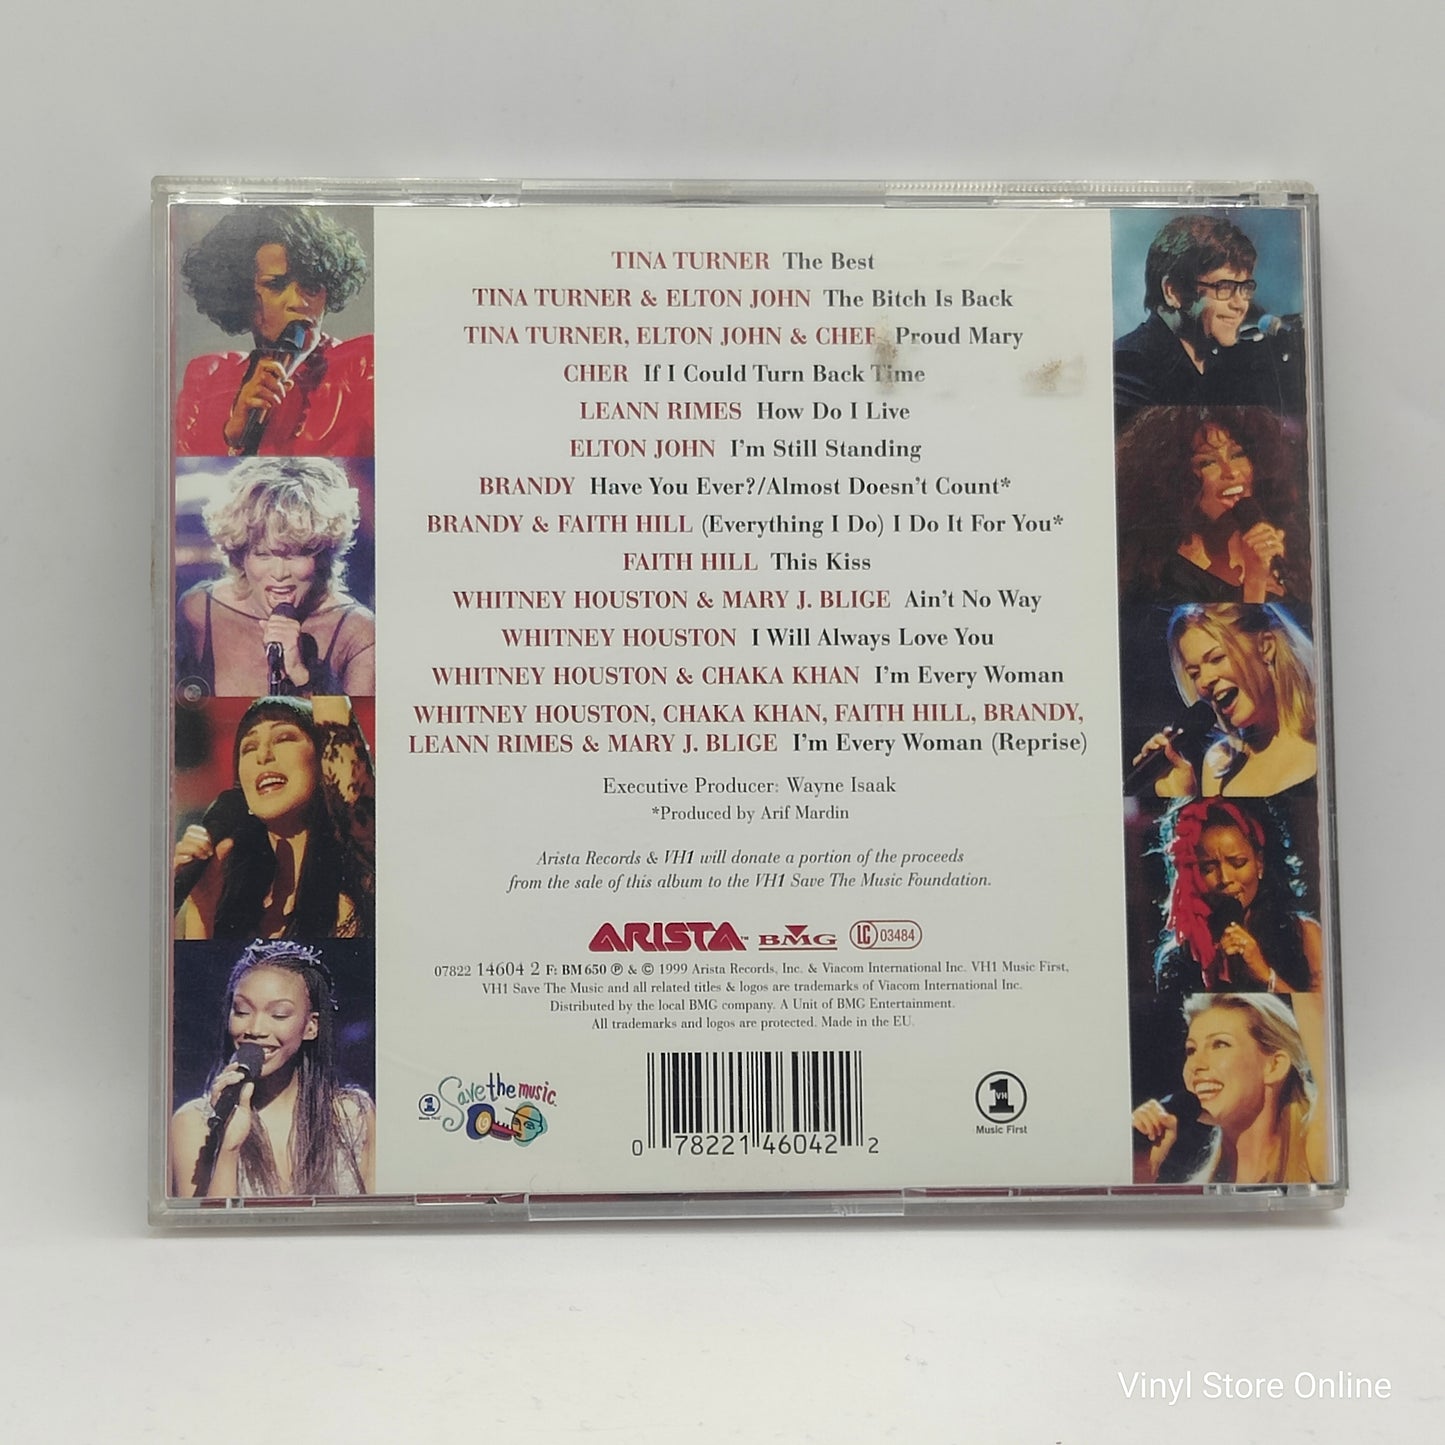 TINA TURNER The Best
TINA TURNER & ELTON JOHN The Bitch Is Back
TINA TURNER, ELTON JOHN & CHER Proud Mary
CHER If I Could Turn Back Time
LEANN RIMES How Do I Live
ELTON JOHN I'm Still Standing
BRANDY Have You Ever?/Almost Doesn't Count*
BRANDY & FAITH HILL (Everything I Do) I Do It For You*
FAITH HILL This Kiss
WHITNEY HOUSTON & MARY J. BLIGE Ain't No Way
WHITNEY HOUSTON I Will Always Love You
WHITNEY HOUSTON & CHAKA KHAN I'm Every Woman
WHITNEY HOUSTON, CHAKA KHAN, FAITH HILL, BRANDY,
LEANN RIMES & MARY J. BLIGE I'm Every Woman (Reprise)
Executive Producer: Wayne Isaak
*Produced by Arif Mardin
Arista Records & VH1 will donate a portion of the proceeds
from the sale of this album to the VH1 Save The Music Foundation.
ARISTA™ BMG LC 03484
07822 14604 2 F: BM 650 ℗ & © 1999 Arista Records, Inc. & Viacom International Inc. VH1 Music First,
VH1 Save The Music and all related titles & logos are trademarks of Viacom International Inc.
Distributed by the local BMG company. A Unit of BMG Entertainment.
All trademarks and logos are protected. Made in the EU.
1 Music First Save the music
0 78221 46042 2
1 VH
Music First
Vinyl Store Online